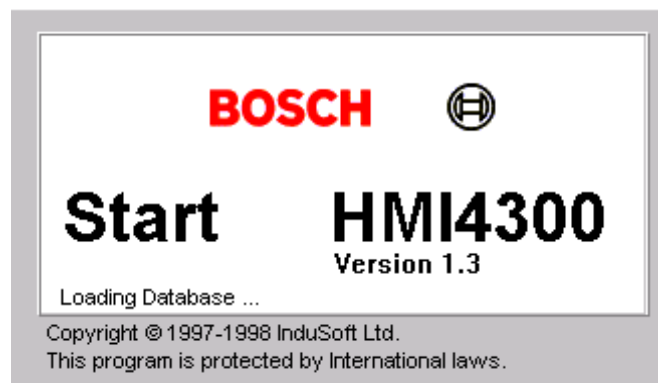 BOSCH
Start HMI4300
Version 1.3
Loading Database ...
Copyright © 1997-1998 InduSoft Ltd.
This program is protected by International laws.